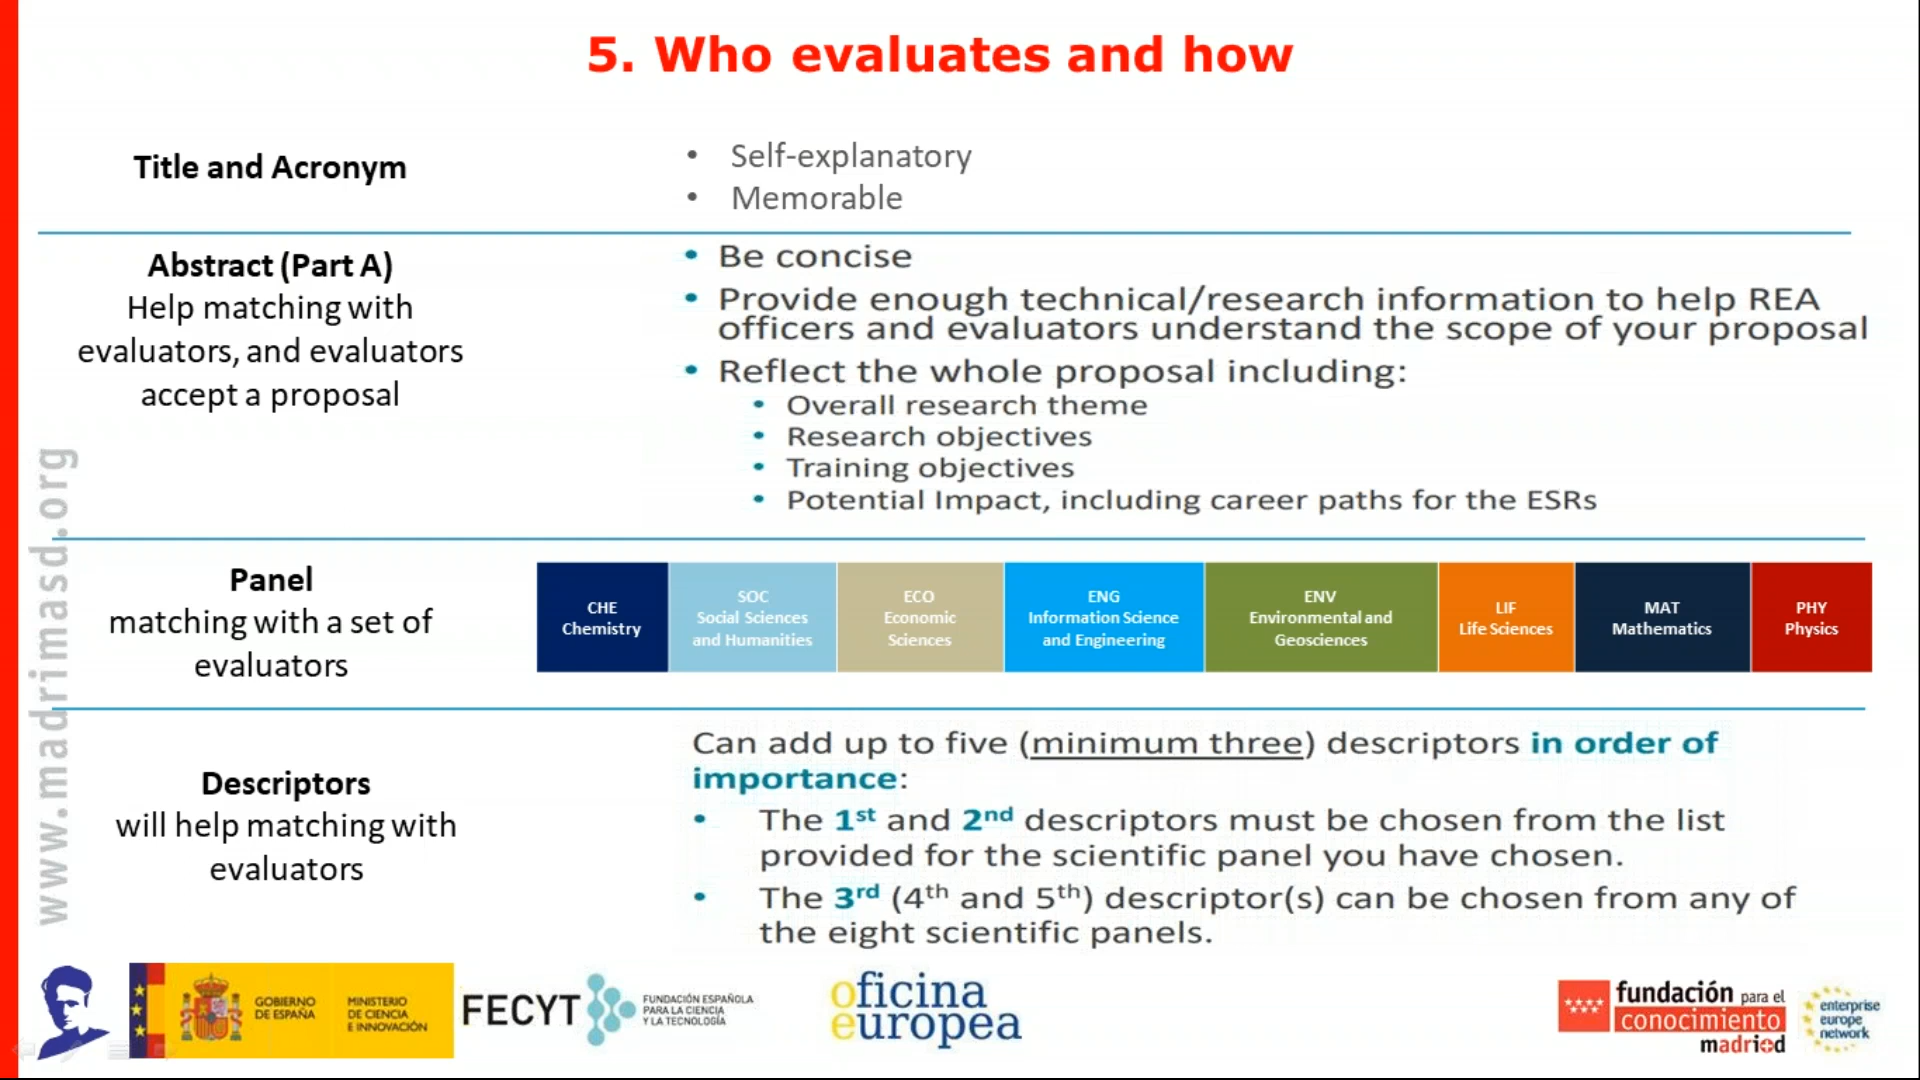 5. Who evaluates and how
Title and Acronym
• Self-explanatory
• Memorable
Abstract (Part A)
Help matching with
evaluators, and evaluators
accept a proposal
• Be concise
• Provide enough technical/research information to help REA
officers and evaluators understand the scope of your proposal
• Reflect the whole proposal including:
• Overall research theme
• Research objectives
• Training objectives
• Potential Impact, including career paths for the ESRs
Panel
matching with a set of
evaluators
CHE
Chemistry
SOC
Social Sciences
and Humanities
ECO
Economic
Sciences
ENG
Information Science
and Engineering
ENV
Environmental and
Geosciences
LIF
Life Sciences
MAT
Mathematics
PHY
Physics
Descriptors
will help matching with
evaluators
Can add up to five (minimum three) descriptors in order of
importance:
• The 1st and 2nd descriptors must be chosen from the list
provided for the scientific panel you have chosen.
• The 3rd (4th and 5th) descriptor(s) can be chosen from any of
the eight scientific panels.
www.madrimasd.org
GOBIERNO
DE ESPAÑA
MINISTERIO
DE CIENCIA
E INNOVACIÓN
FECYT
FUNDACIÓN ESPAÑOLA
PARA LA CIENCIA
Y LA TECNOLOGÍA
oficina
europea
fundación para el
conocimiento
madri+d
enterprise
europe
network